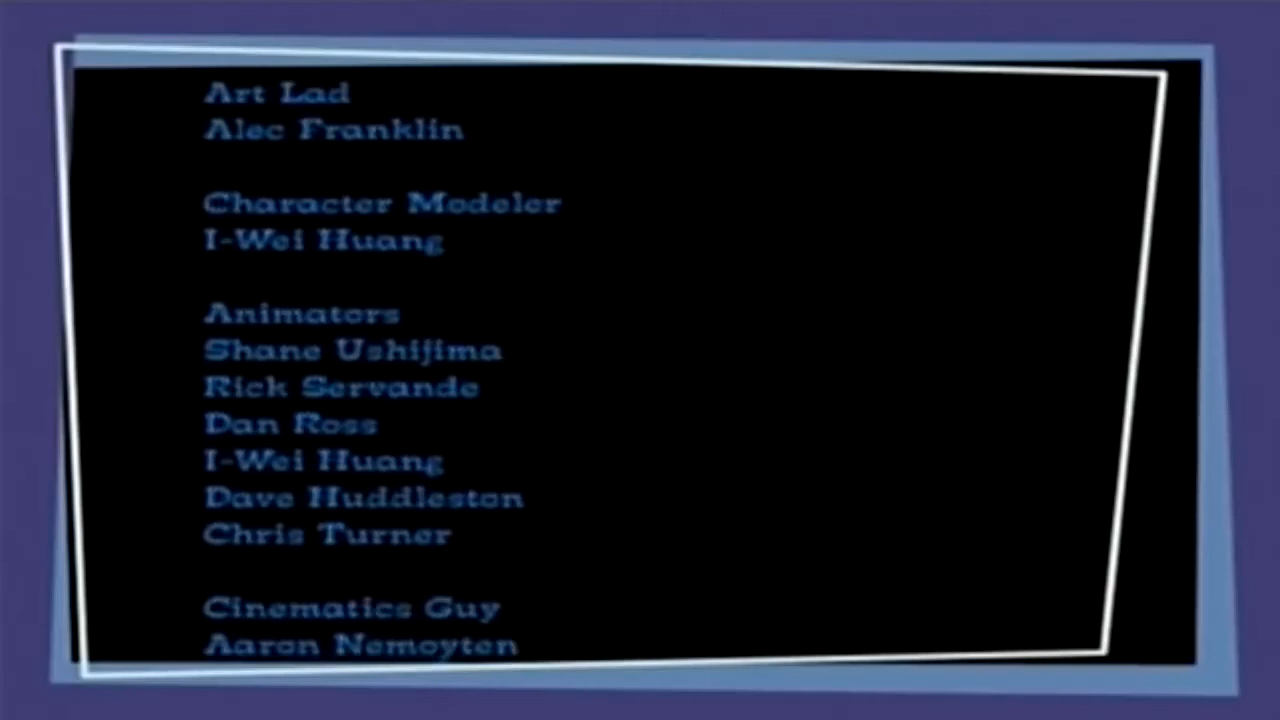 Art Lad
Alec Franklin
Character Modeler
I-Wei Huang
Animators
Shane Ushijima
Rick Servande
Dan Ross
I-Wei Huang
Dave Huddleston
Chris Turner
Cinematics Guy
Aaron Nemoyten